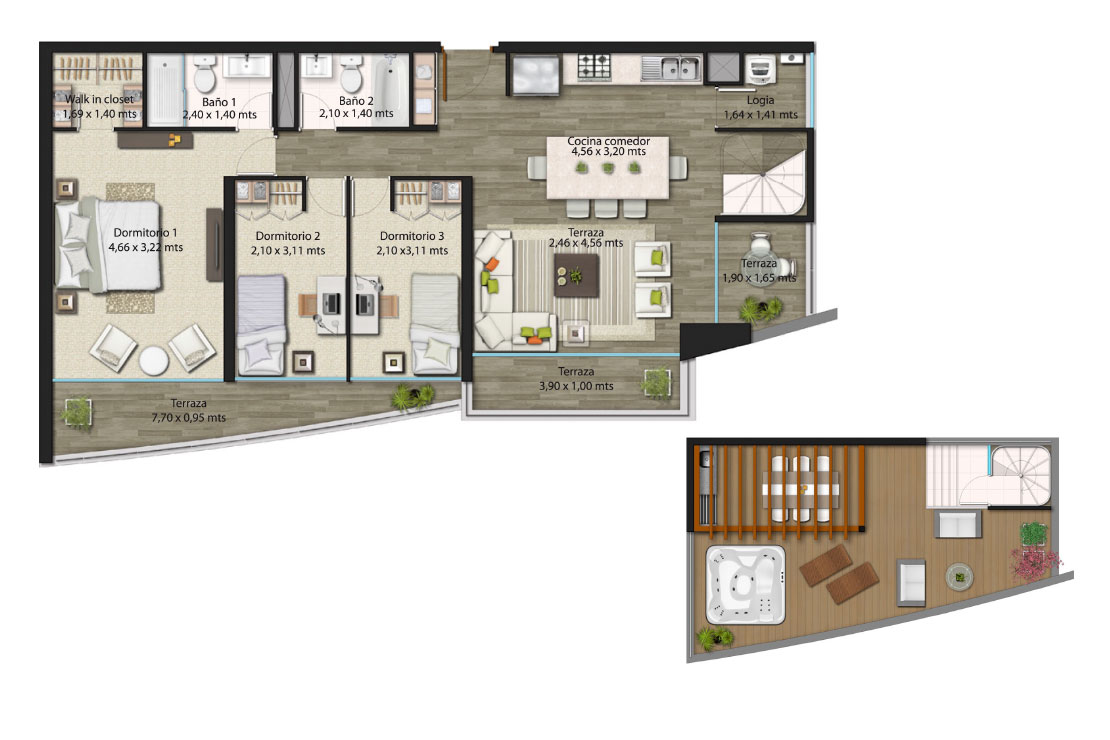 Walk in closet
1,69 x 1,40 mts
Baño 1
2,40 x 1,40 mts
Baño 2
2,10 x 1,40 mts
Logia
1,64 x 1,41 mts
Cocina comedor
4,56 x 3,20 mts
Dormitorio 1
4,66 x 3,22 mts
Dormitorio 2
2,10 x 3,11 mts
Dormitorio 3
2,10 x3,11 mts
Terraza
2,46 x 4,56 mts
Terraza
1,90 x 1,65 mts
Terraza
3,90 x 1,00 mts
Terraza
7,70 x 0,95 mts